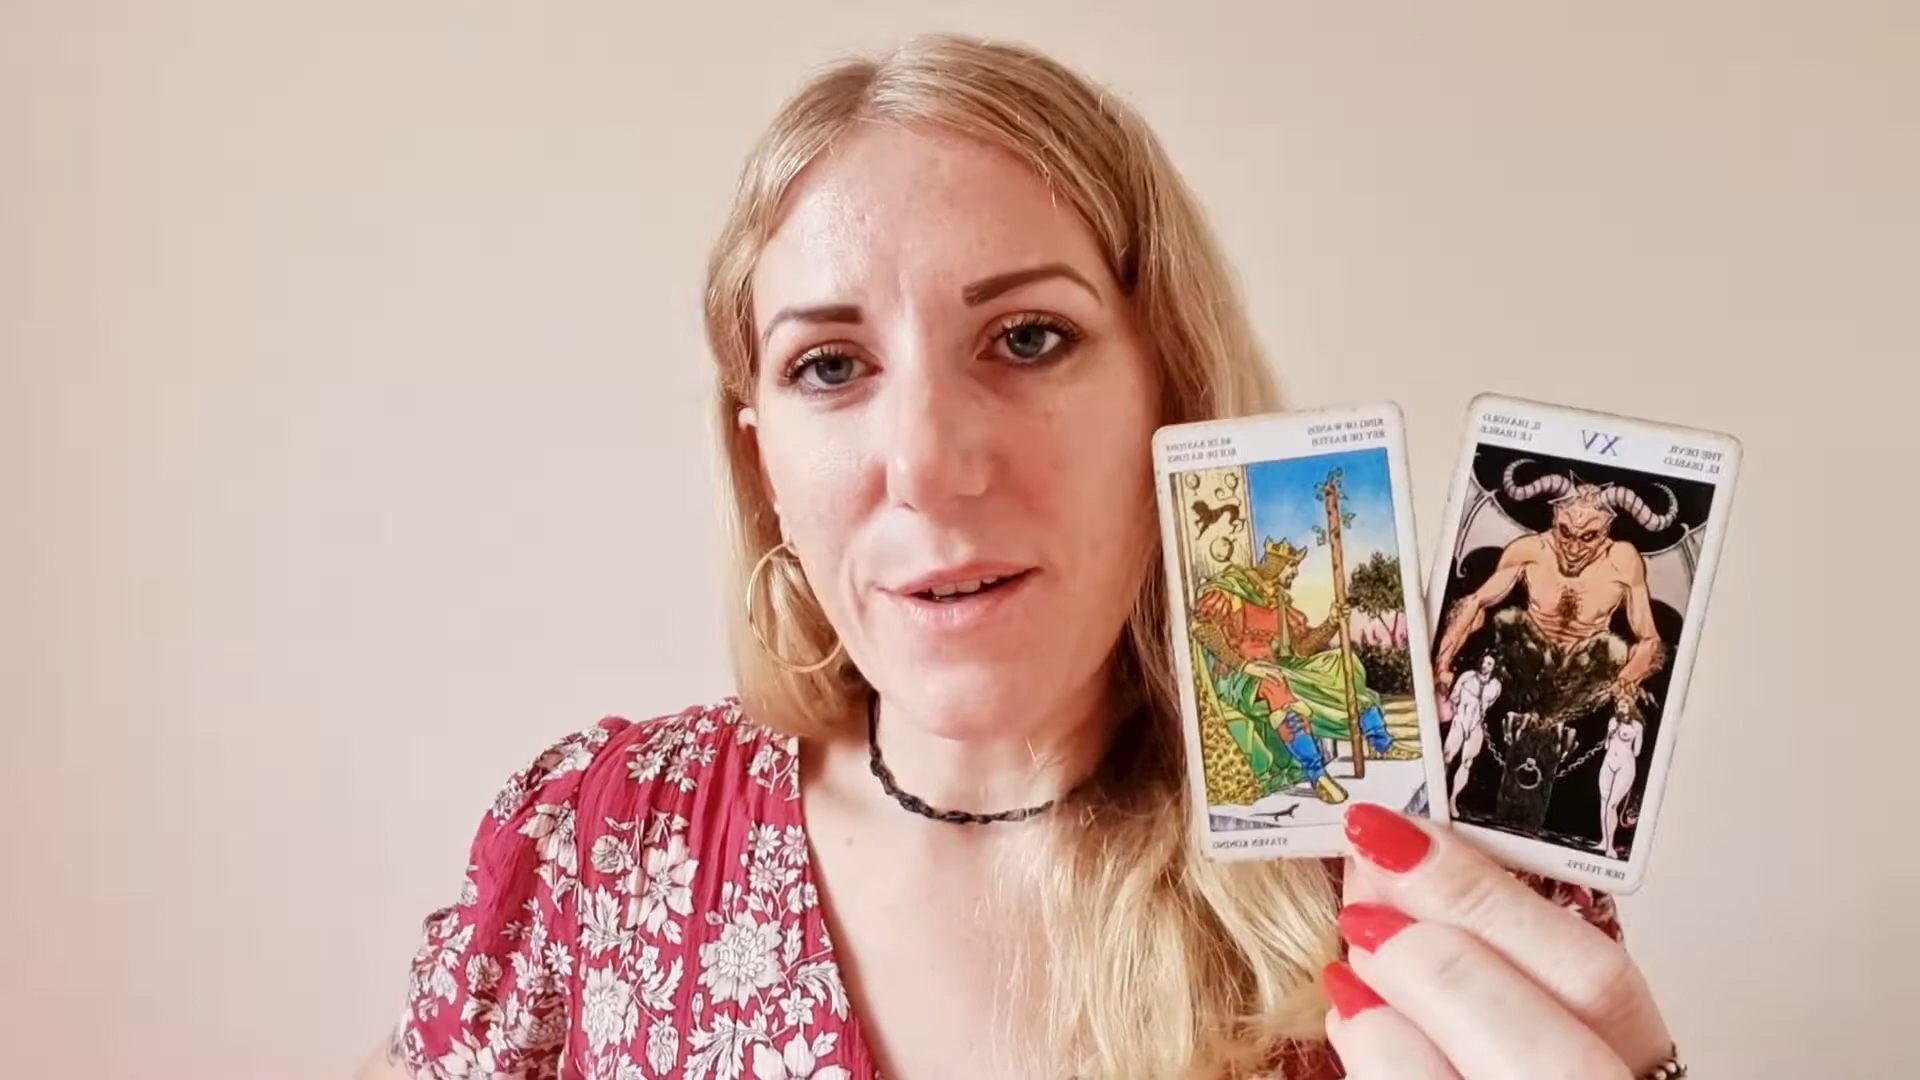 RE DI BASTONI
ROI DE BATONS
KING OF WANDS
REY DE BASTOS
STAVEN KONING
IL DIAVOLO
LE DIABLE
XV
THE DEVIL
EL DIABLO
DER TEUFEL